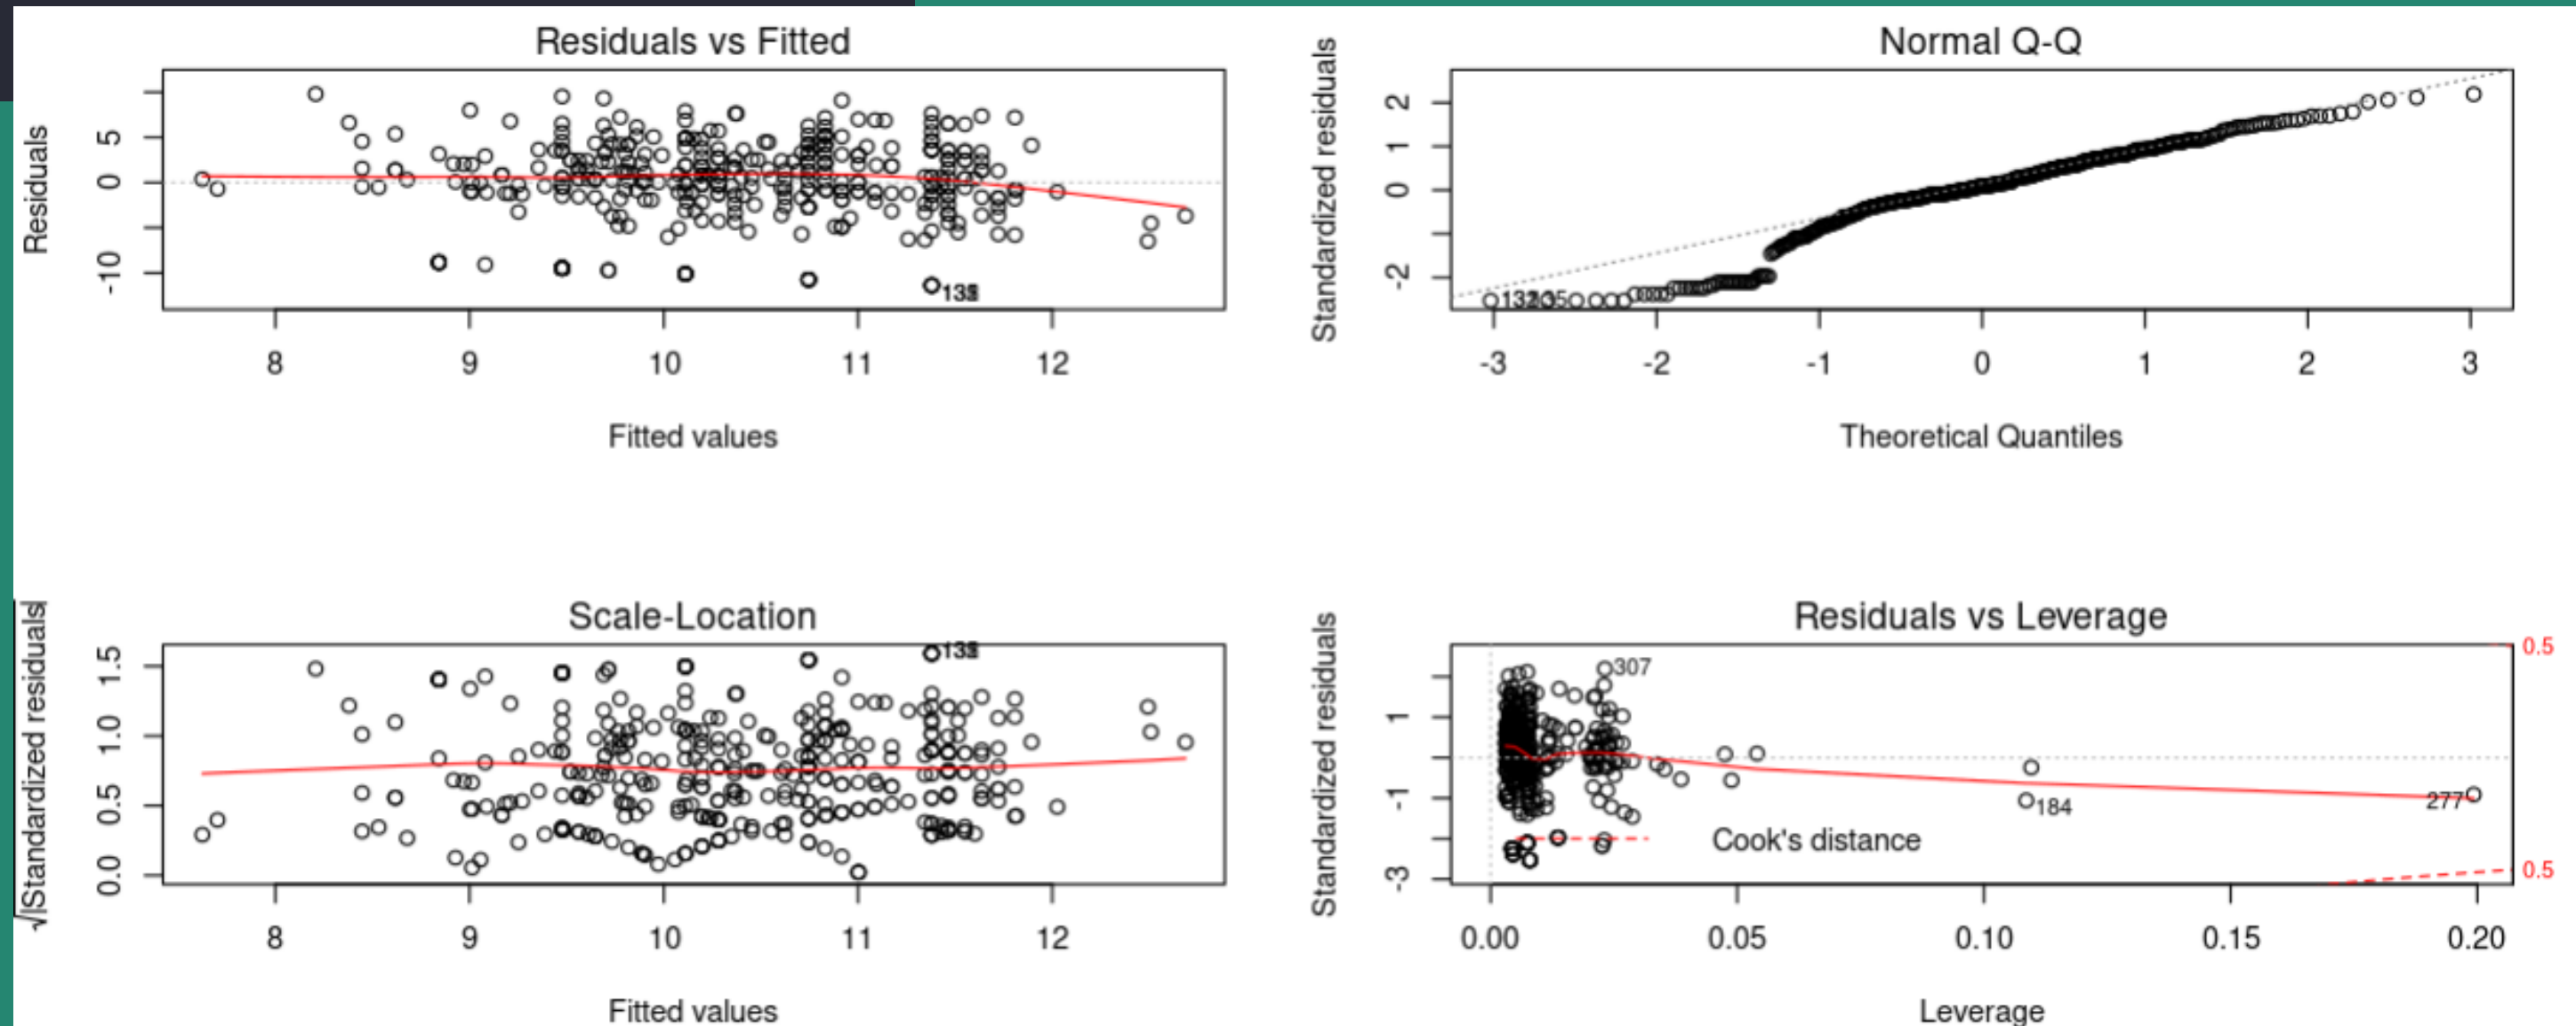 Residuals vs Fitted
Residuals
5
0
-10
8 9 10 11 12
Fitted values
Normal Q-Q
Standardized residuals
2
1
0
-2
-3 -2 -1 0 1 2 3
Theoretical Quantiles
Scale-Location
√|Standardized residuals|
1.5
1.0
0.5
0.0
8 9 10 11 12
Fitted values
Residuals vs Leverage
Standardized residuals
1
-1
-3
307
184
277
Cook's distance
0.5
0.5
0.00 0.05 0.10 0.15 0.20
Leverage